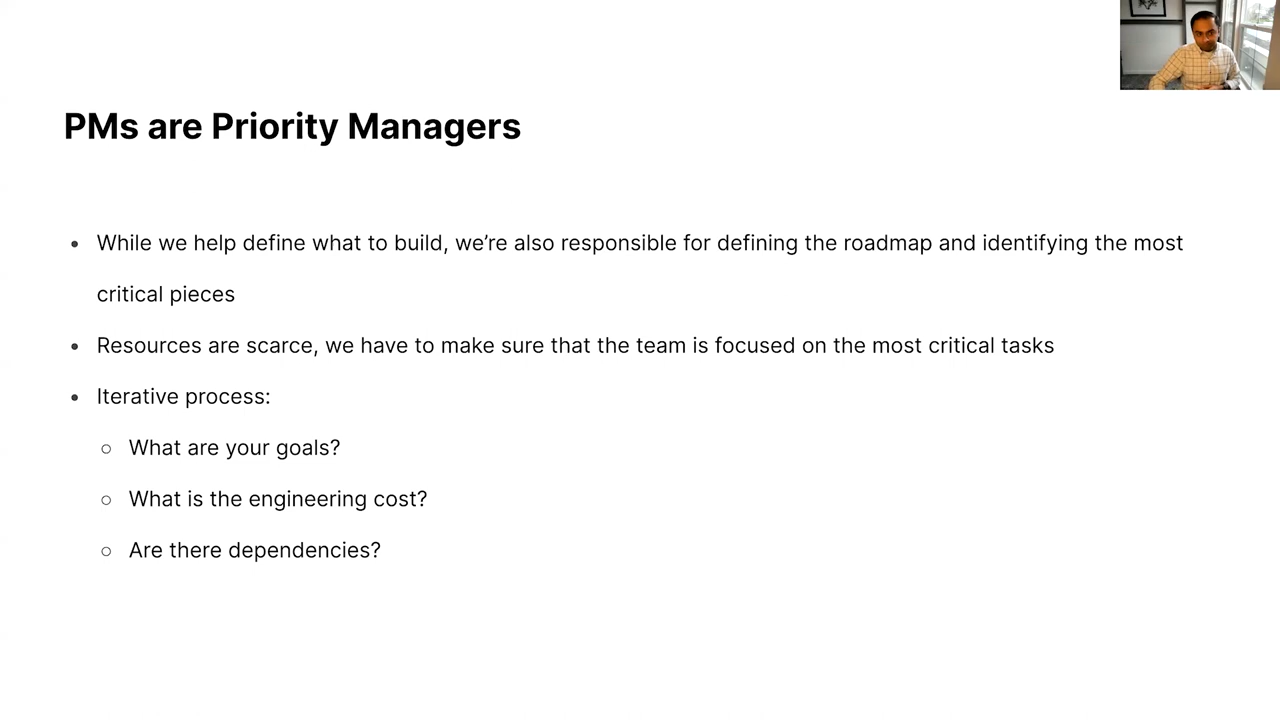 PMs are Priority Managers
• While we help define what to build, we’re also responsible for defining the roadmap and identifying the most
critical pieces
• Resources are scarce, we have to make sure that the team is focused on the most critical tasks
• Iterative process:
○ What are your goals?
○ What is the engineering cost?
○ Are there dependencies?